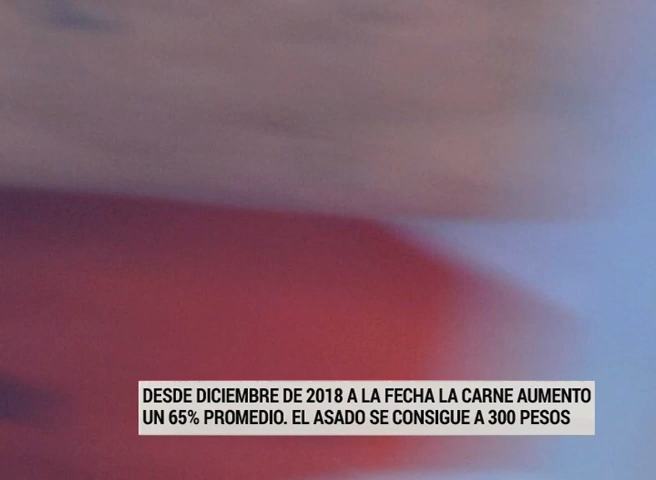 DESDE DICIEMBRE DE 2018 A LA FECHA LA CARNE AUMENTO
UN 65% PROMEDIO. EL ASADO SE CONSIGUE A 300 PESOS